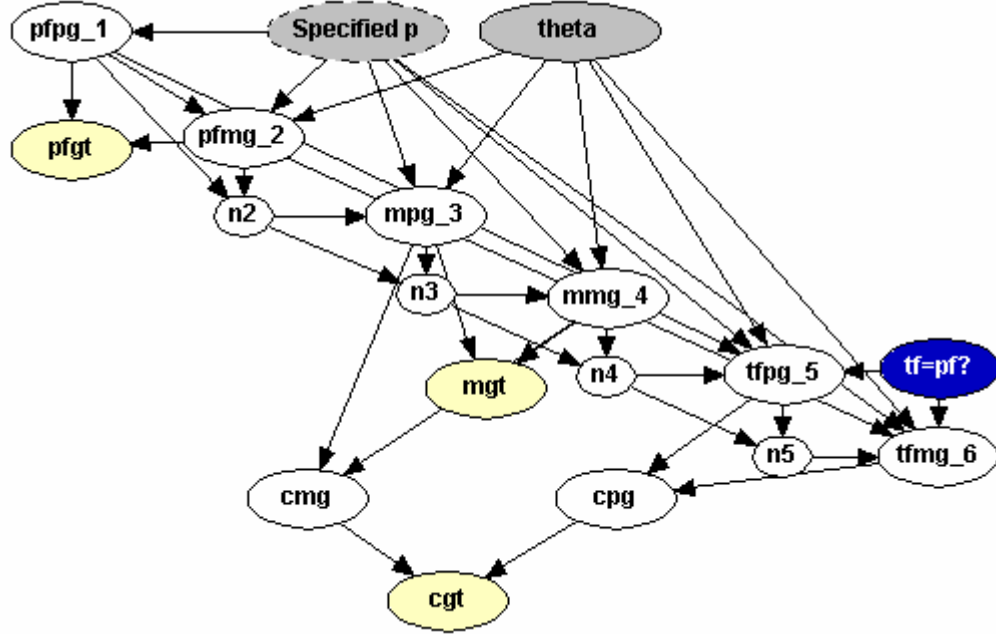 pfpg_1
Specified p
theta
pfgt
pfmg_2
n2
mpg_3
n3
mmg_4
mgt
n4
tfpg_5
tf=pf?
n5
tfmg_6
cmg
cpg
cgt